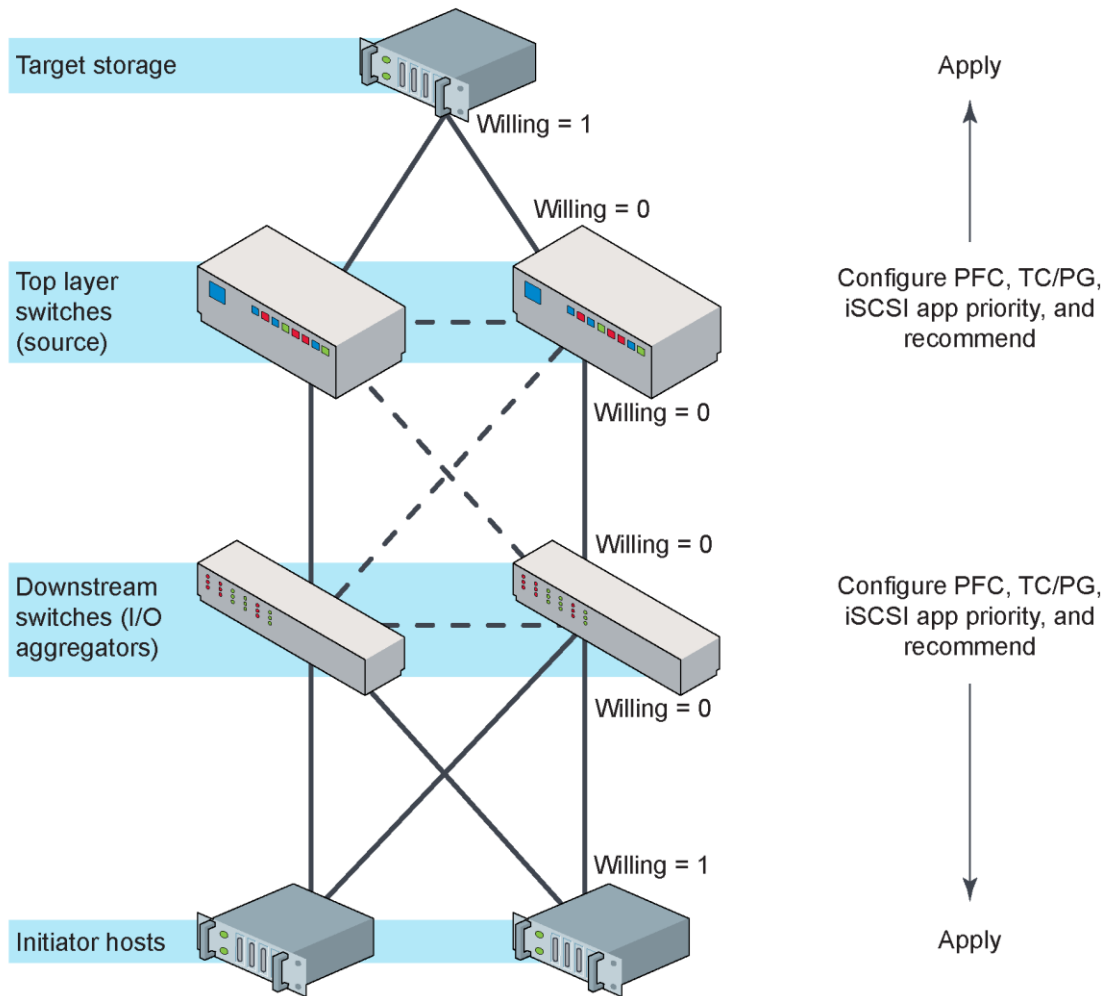 Target storage
Apply
Willing = 1
Willing = 0
Top layer
switches
(source)
Configure PFC, TC/PG,
iSCSI app priority, and
recommend
Willing = 0
Willing = 0
Downstream
switches (I/O
aggregators)
Configure PFC, TC/PG,
iSCSI app priority, and
recommend
Willing = 0
Willing = 1
Initiator hosts
Apply